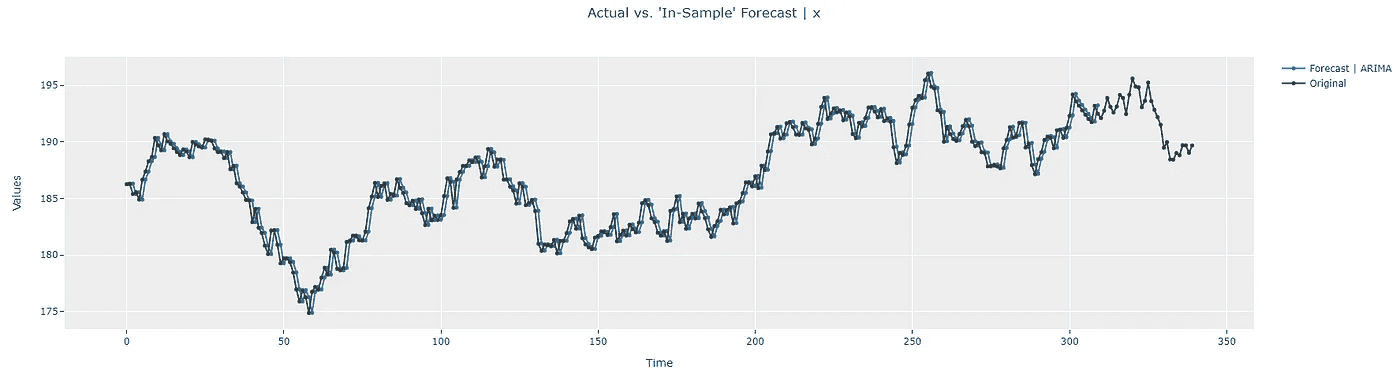 Actual vs. 'In-Sample' Forecast | x
Forecast | ARIMA
Original
195
190
185
180
175
Values
0 50 100 150 200 250 300 350
Time